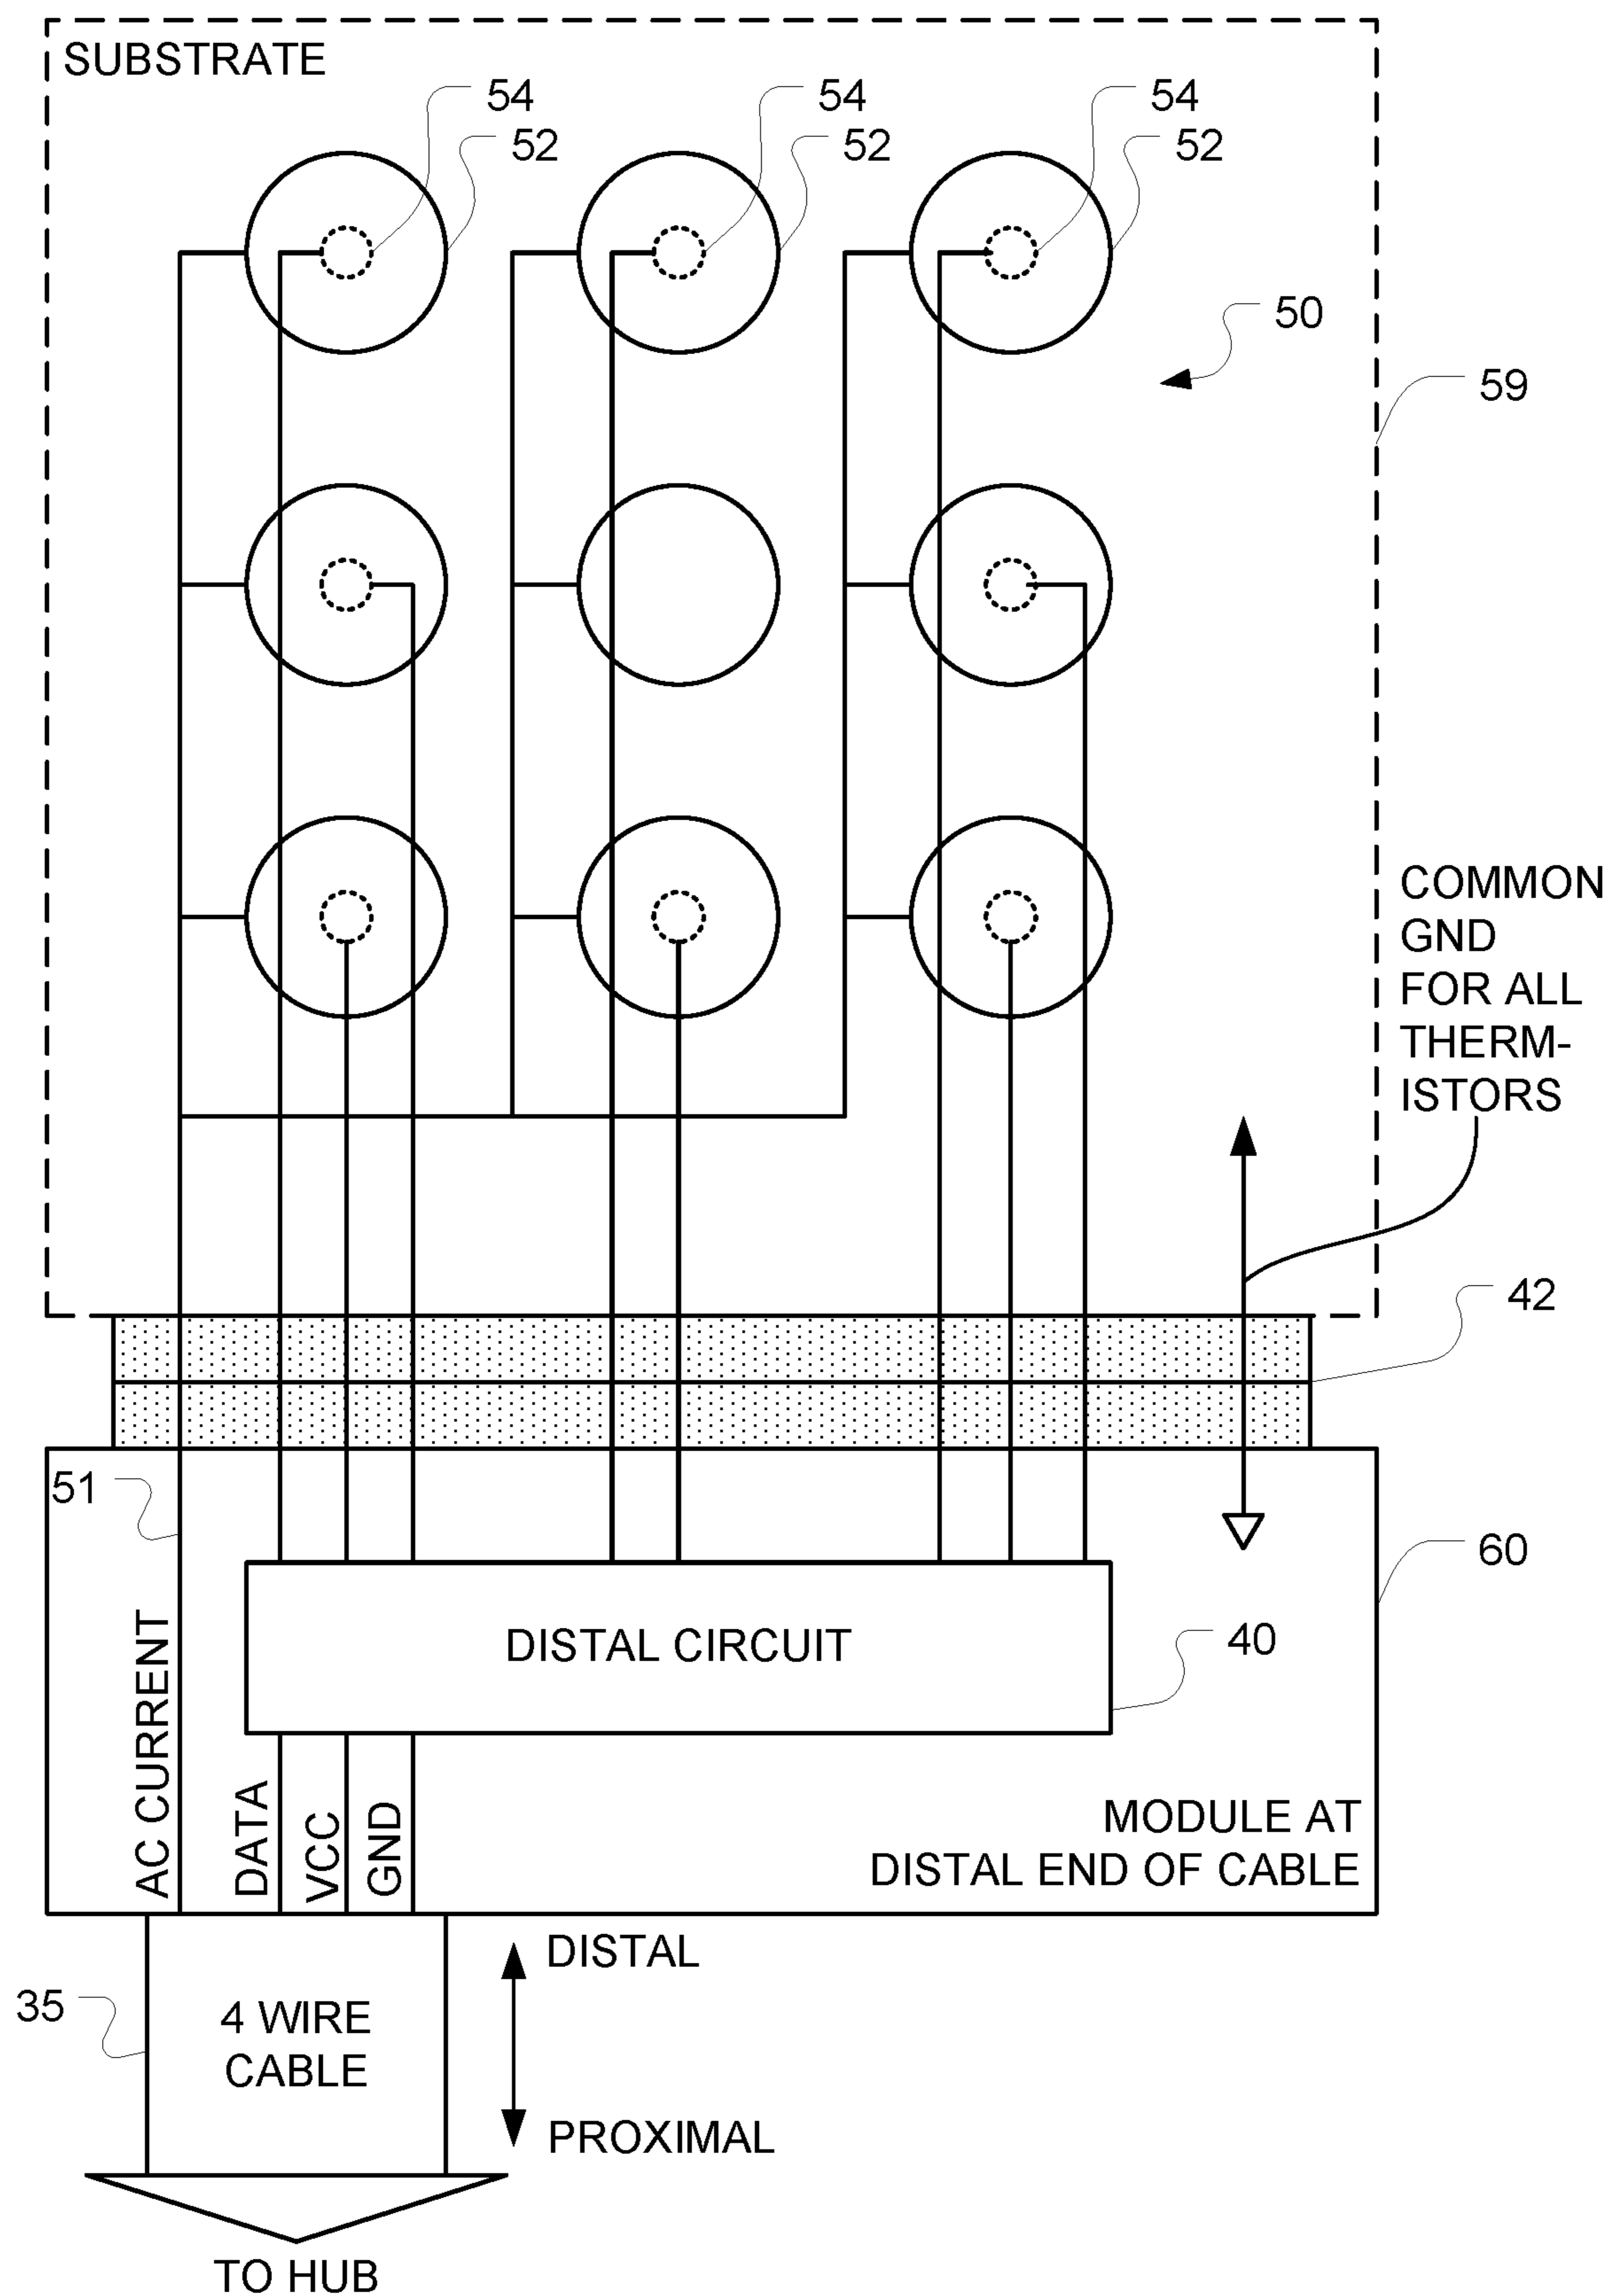 SUBSTRATE
54
54
54
52
52
52
50
59
COMMON
GND
FOR ALL
THERM-
ISTORS
42
51
60
DISTAL CIRCUIT
40
AC CURRENT
DATA
VCC
GND
MODULE AT
DISTAL END OF CABLE
DISTAL
35
4 WIRE
CABLE
PROXIMAL
TO HUB